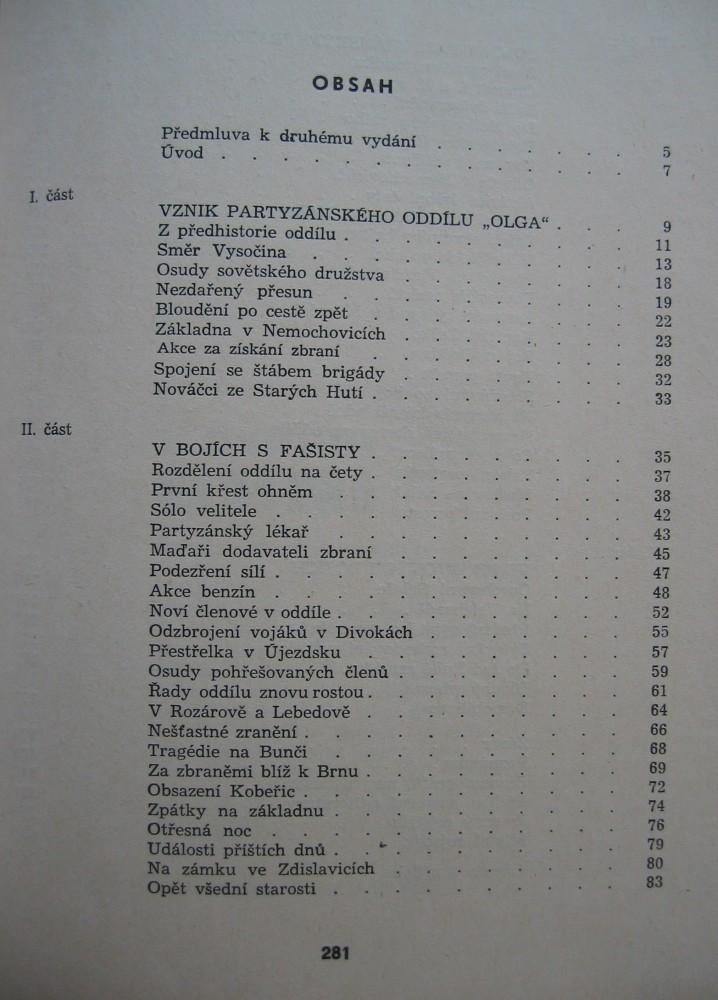 OBSAH
Předmluva k druhému vydání . . . . . . 5
Úvod . . . . . . . . . . . 7
I. část
VZNIK PARTYZÁNSKÉHO ODDÍLU „OLGA“ . . . 9
Z předhistorie oddílu . . . . . . . . 11
Směr Vysočina . . . . . . . . . 13
Osudy sovětského družstva . . . . . . 18
Nezdařený přesun . . . . . . . . 19
Bloudění po cestě zpět . . . . . . . 22
Základna v Nemochovicích . . . . . . 23
Akce za získání zbraní . . . . . . . 28
Spojení se štábem brigády . . . . . . 32
Nováčci ze Starých Hutí . . . . . . . 33
II. část
V BOJÍCH S FAŠISTY . . . . . . . 35
Rozdělení oddílu na čety . . . . . . . 37
První křest ohněm . . . . . . . . 38
Sólo velitele . . . . . . . . . . 42
Partyzánský lékař . . . . . . . . 43
Maďaři dodavateli zbraní . . . . . . 45
Podezření sílí . . . . . . . . . . 47
Akce benzín . . . . . . . . . . 48
Noví členové v oddíle . . . . . . . . 52
Odzbrojení vojáků v Divokách . . . . . 55
Přestřelka v Újezdsku . . . . . . . 57
Osudy pohřešovaných členů . . . . . . 59
Řady oddílu znovu rostou . . . . . . . 61
V Rozárově a Lebedově . . . . . . . 64
Nešťastné zranění . . . . . . . . . 66
Tragédie na Bunči . . . . . . . . 68
Za zbraněmi blíž k Brnu . . . . . . . 69
Obsazení Kobeřic . . . . . . . . . 72
Zpátky na základnu . . . . . . . . 74
Otřesná noc . . . . . . . . . . 76
Události příštích dnů . . . . . . . . 79
Na zámku ve Zdislavicích . . . . . . 80
Opět všední starosti . . . . . . . . 83
281